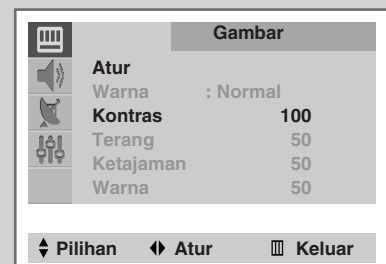 Gambar
Atur
Warna : Normal
Kontras 100
Terang 50
Ketajaman 50
Warna 50
Pilihan Atur Keluar